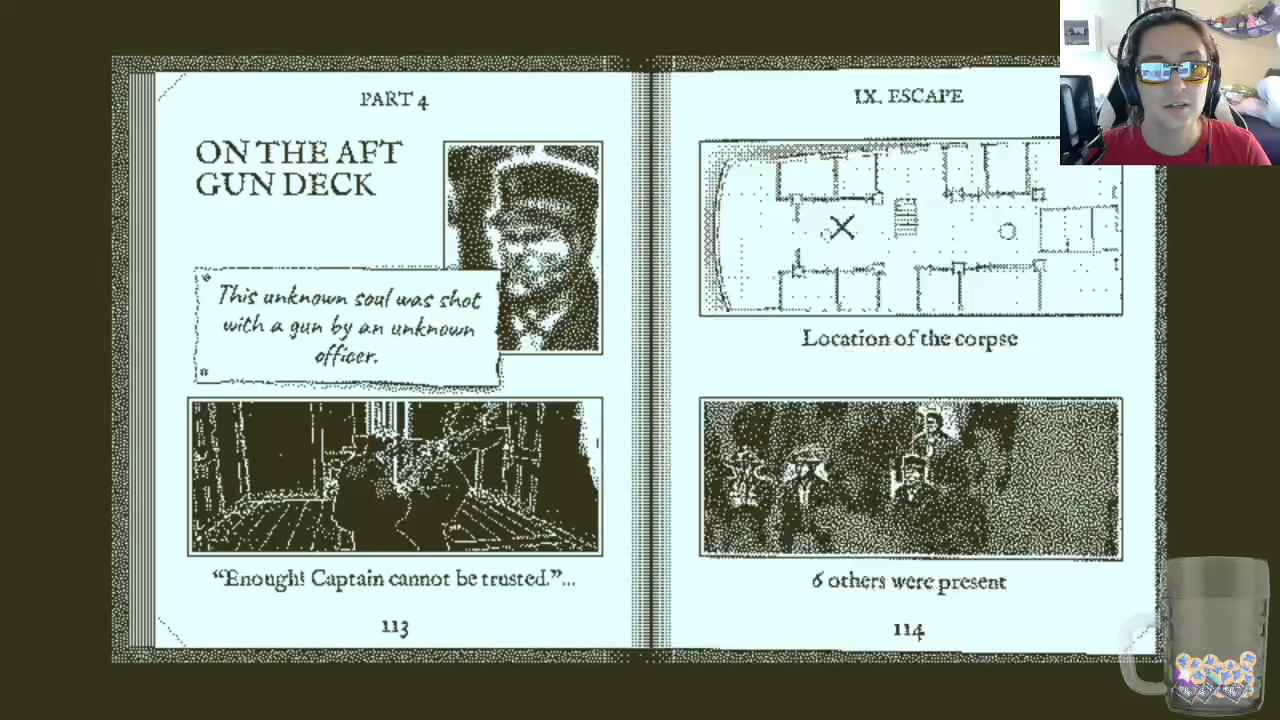 PART 4
ON THE AFT
GUN DECK
This unknown soul was shot
with a gun by an unknown
officer.
"Enough! Captain cannot be trusted."...
113
IX. ESCAPE
Location of the corpse
6 others were present
114